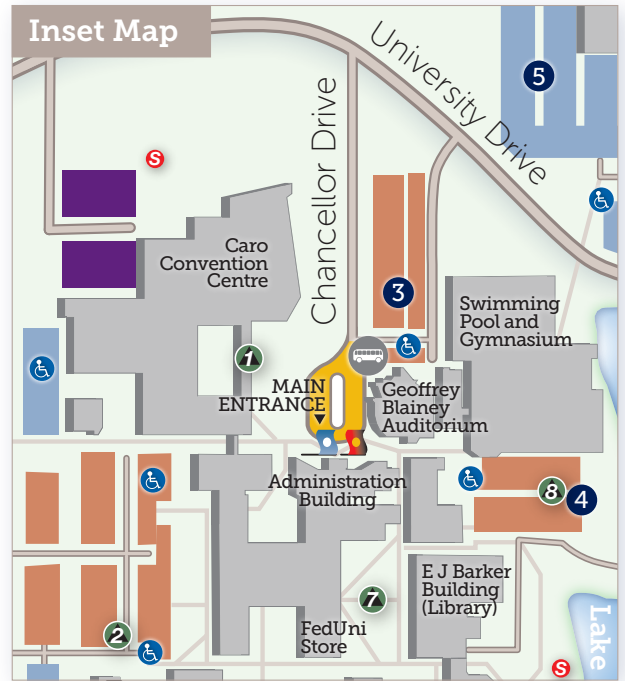 Inset Map
University Drive
5
Chancellor Drive
S
Caro
Convention
Centre
3
Swimming
Pool and
Gymnasium
1
MAIN
ENTRANCE
Geoffrey
Blainey
Auditorium
Administration
Building
8
4
E J Barker
Building
(Library)
7
2
FedUni
Store
Lake
S